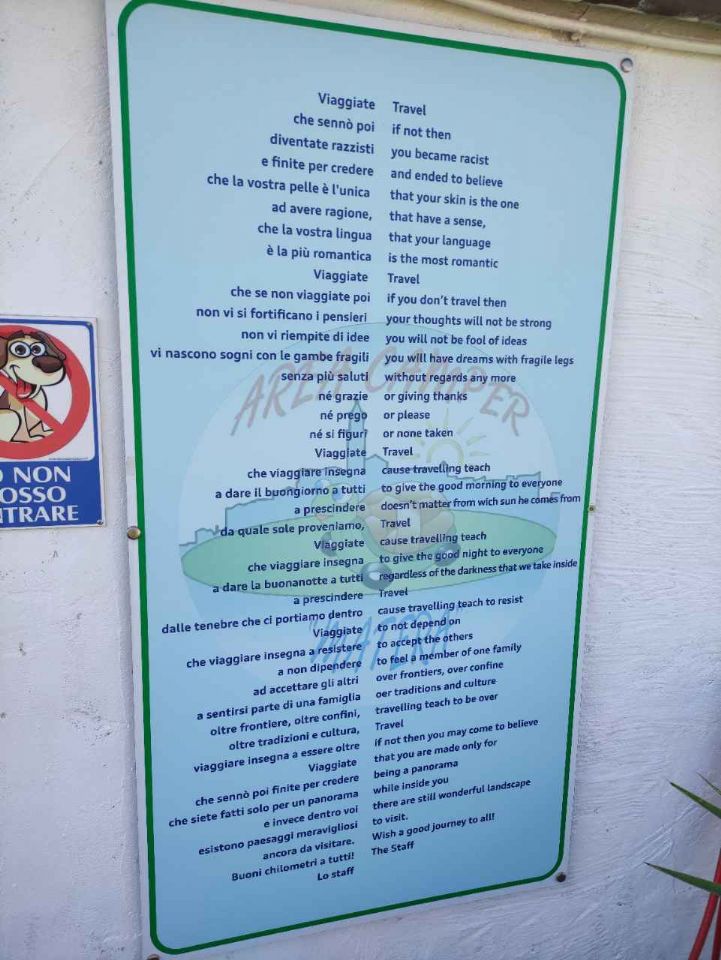 Viaggiate
che sennò poi
diventate razzisti
e finite per credere
che la vostra pelle è l'unica
ad avere ragione,
che la vostra lingua
è la più romantica
Viaggiate
che se non viaggiate poi
non vi si fortificano i pensieri
non vi riempite di idee
vi nascono sogni con le gambe fragili
senza più saluti
né grazie
né prego
né si figuri
Viaggiate
che viaggiare insegna
a dare il buongiorno a tutti
a prescindere
da quale sole proveniamo,
Viaggiate
che viaggiare insegna
a dare la buonanotte a tutti
a prescindere
dalle tenebre che ci portiamo dentro
Viaggiate
che viaggiare insegna a resistere
a non dipendere
ad accettare gli altri
a sentirsi parte di una famiglia
oltre frontiere, oltre confini,
oltre tradizioni e cultura,
viaggiare insegna a essere oltre
Viaggiate
che sennò poi finite per credere
che siete fatti solo per un panorama
e invece dentro voi
esistono paesaggi meravigliosi
ancora da visitare.
Buoni chilometri a tutti!
Lo staff
Travel
if not then
you became racist
and ended to believe
that your skin is the one
that have a sense,
that your language
is the most romantic
Travel
if you don't travel then
your thoughts will not be strong
you will not be fool of ideas
you will have dreams with fragile legs
without regards any more
or giving thanks
or please
or none taken
Travel
cause travelling teach
to give the good morning to everyone
doesn't matter from wich sun he comes from
Travel
cause travelling teach
to give the good night to everyone
regardless of the darkness that we take inside
Travel
cause travelling teach to resist
to not depend on
to accept the others
to feel a member of one family
over frontiers, over confine
oer traditions and culture
travelling teach to be over
Travel
if not then you may come to believe
that you are made only for
being a panorama
while inside you
there are still wonderful landscape
to visit.
Wish a good journey to all!
The Staff
AREA CAMPER
"MATERA"
O NON
OSSO
NTRARE